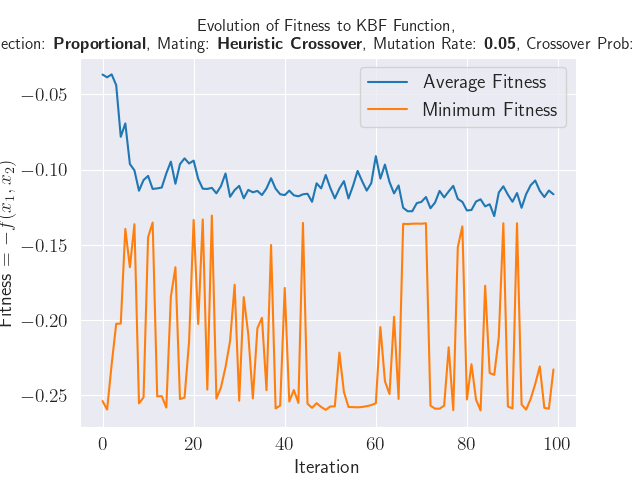 Evolution of Fitness to KBF Function,
ection: Proportional, Mating: Heuristic Crossover, Mutation Rate: 0.05, Crossover Prob:
Average Fitness
Minimum Fitness
−0.05
−0.10
−0.15
−0.20
−0.25
Fitness = −f(x₁, x₂)
0 20 40 60 80 100
Iteration